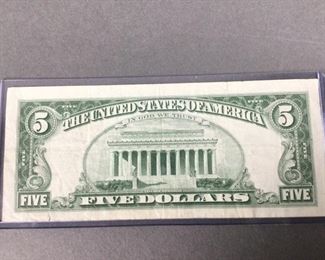 THE UNITED STATES OF AMERICA
5 IN GOD WE TRUST 5
FIVE FIVE DOLLARS FIVE